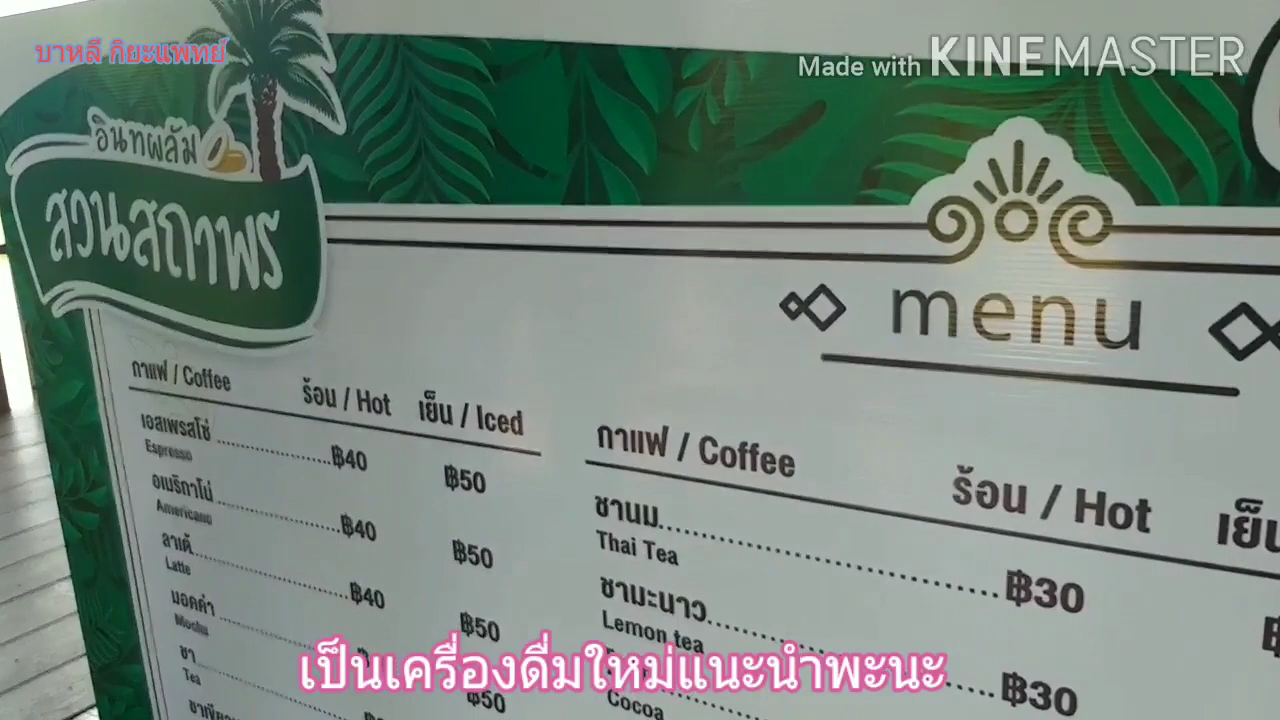 บาหลี กิยะแพทย์
Made with KINEMASTER
อินทผลัม
สวนสถาพร
menu
กาแฟ / Coffee ร้อน / Hot เย็น / Iced
เอสเพรสโซ่ ฿40 ฿50
Espresso
อเมริกาโน่ ฿40 ฿50
Americano
ลาเต้ ฿40 ฿50
Latte
มอคค่า
Mocha
ชา ฿50
Tea
กาแฟ / Coffee ร้อน / Hot
ชานม ฿30
Thai Tea
ชามะนาว ฿30
Lemon tea
Cocoa
เป็นเครื่องดื่มใหม่แนะนำพะนะ